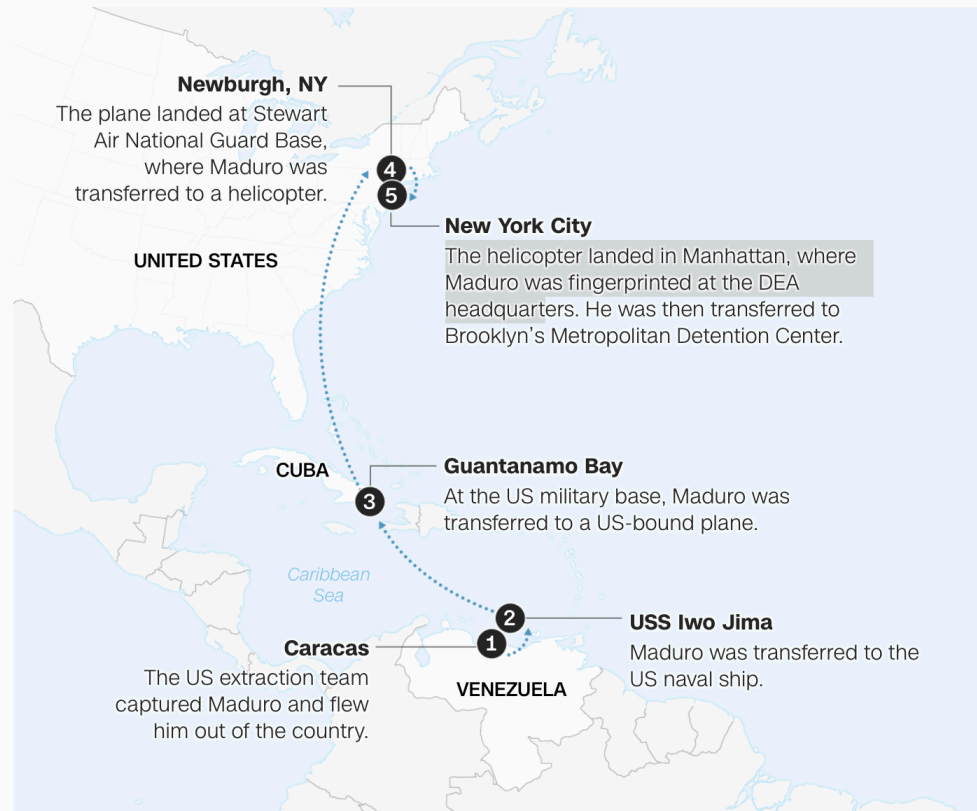 Newburgh, NY
The plane landed at Stewart
Air National Guard Base,
where Maduro was
transferred to a helicopter.
4
5
New York City
The helicopter landed in Manhattan, where
Maduro was fingerprinted at the DEA
headquarters. He was then transferred to
Brooklyn’s Metropolitan Detention Center.
UNITED STATES
CUBA
Guantanamo Bay
3
At the US military base, Maduro was
transferred to a US-bound plane.
Caribbean
Sea
2
USS Iwo Jima
Maduro was transferred to the
US naval ship.
1
Caracas
The US extraction team
captured Maduro and flew
him out of the country.
VENEZUELA